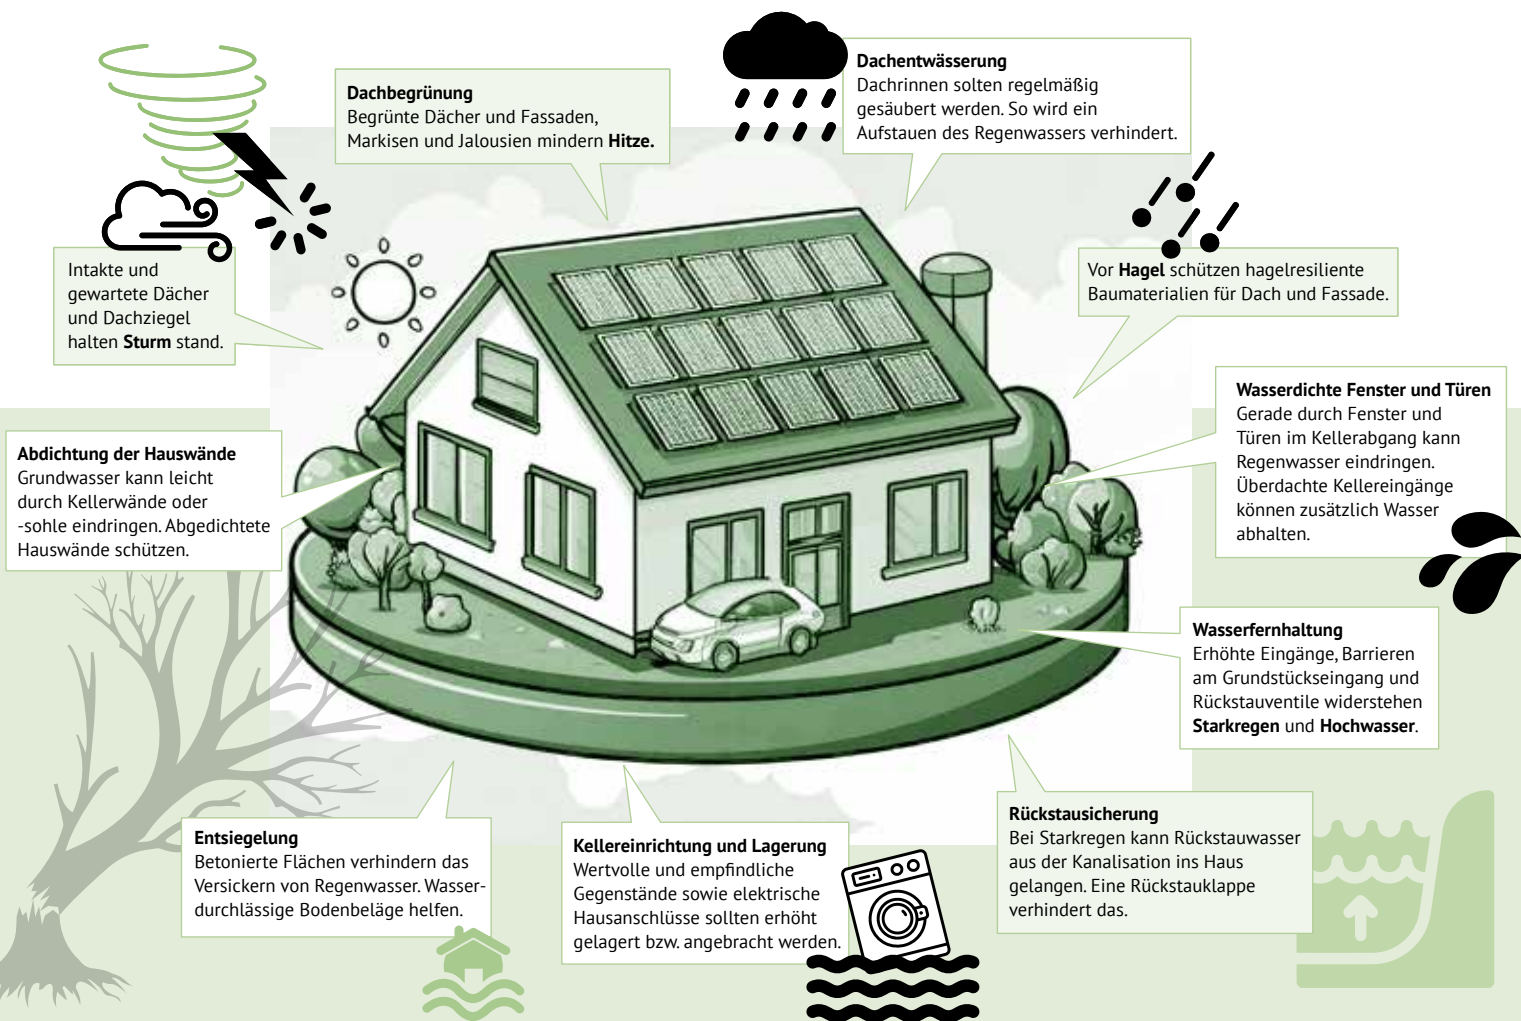 Dachbegrünung
Begrünte Dächer und Fassaden,
Markisen und Jalousien mindern Hitze.
Dachentwässerung
Dachrinnen solten regelmäßig
gesäubert werden. So wird ein
Aufstauen des Regenwassers verhindert.
Intakte und
gewartete Dächer
und Dachziegel
halten Sturm stand.
Vor Hagel schützen hagelresiliente
Baumaterialien für Dach und Fassade.
Wasserdichte Fenster und Türen
Gerade durch Fenster und
Türen im Kellerabgang kann
Regenwasser eindringen.
Überdachte Kellereingänge
können zusätzlich Wasser
abhalten.
Abdichtung der Hauswände
Grundwasser kann leicht
durch Kellerwände oder
-sohle eindringen. Abgedichtete
Hauswände schützen.
Wasserfernhaltung
Erhöhte Eingänge, Barrieren
am Grundstückseingang und
Rückstauventile widerstehen
Starkregen und Hochwasser.
Entsiegelung
Betonierte Flächen verhindern das
Versickern von Regenwasser. Wasser-
durchlässige Bodenbeläge helfen.
Kellereinrichtung und Lagerung
Wertvolle und empfindliche
Gegenstände sowie elektrische
Hausanschlüsse sollten erhöht
gelagert bzw. angebracht werden.
Rückstausicherung
Bei Starkregen kann Rückstauwasser
aus der Kanalisation ins Haus
gelangen. Eine Rückstauklappe
verhindert das.